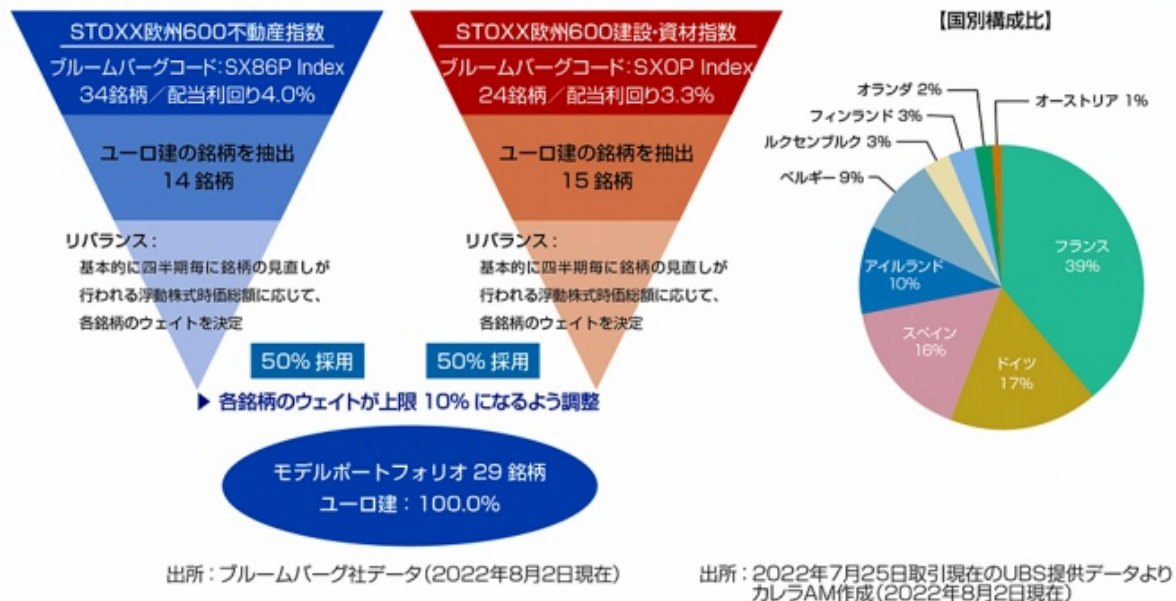 STOXX欧州600不動産指数
ブルームバーグコード:SX86P Index
34銘柄／配当利回り4.0%
ユーロ建の銘柄を抽出
14 銘柄
リバランス：
基本的に四半期毎に銘柄の見直しが
行われる浮動株式時価総額に応じて、
各銘柄のウェイトを決定
50% 採用
STOXX欧州600建設・資材指数
ブルームバーグコード:SXOP Index
24銘柄／配当利回り3.3%
ユーロ建の銘柄を抽出
15 銘柄
リバランス：
基本的に四半期毎に銘柄の見直しが
行われる浮動株式時価総額に応じて、
各銘柄のウェイトを決定
50% 採用
▶ 各銘柄のウェイトが上限 10% になるよう調整
モデルポートフォリオ 29 銘柄
ユーロ建：100.0%
出所：ブルームバーグ社データ(2022年8月2日現在)
【国別構成比】
オランダ 2%
オーストリア 1%
フィンランド 3%
ルクセンブルク 3%
ベルギー 9%
フランス
39%
アイルランド
10%
スペイン
16%
ドイツ
17%
出所：2022年7月25日取引現在のUBS提供データより
カレラAM作成(2022年8月2日現在)